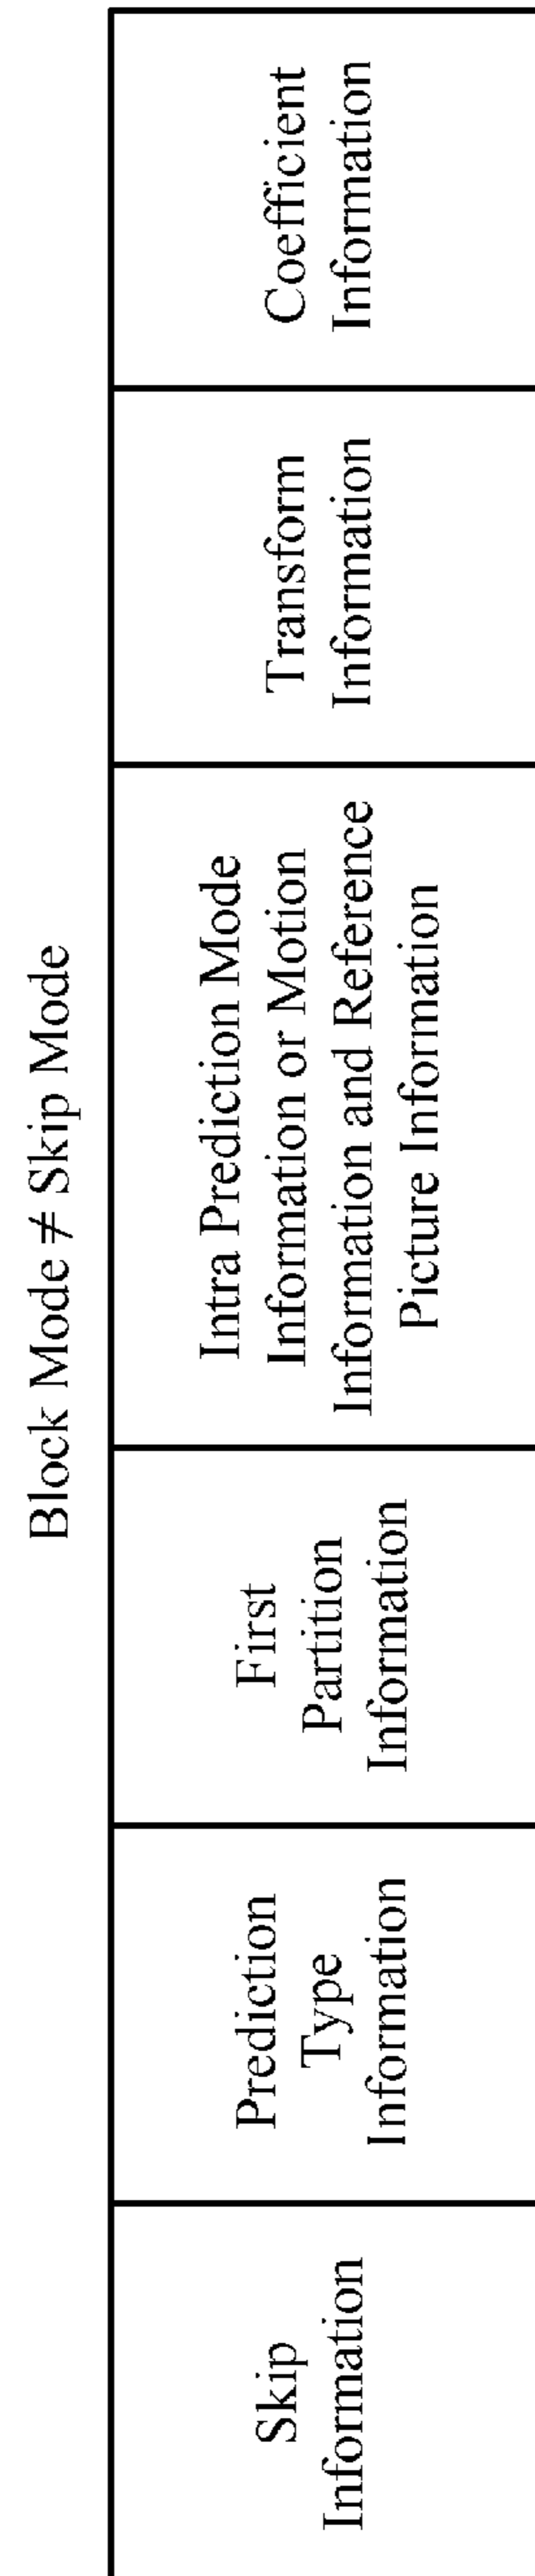 Block Mode ≠ Skip Mode
Skip
Information
Prediction
Type
Information
First
Partition
Information
Intra Prediction Mode
Information or Motion
Information and Reference
Picture Information
Transform
Information
Coefficient
Information